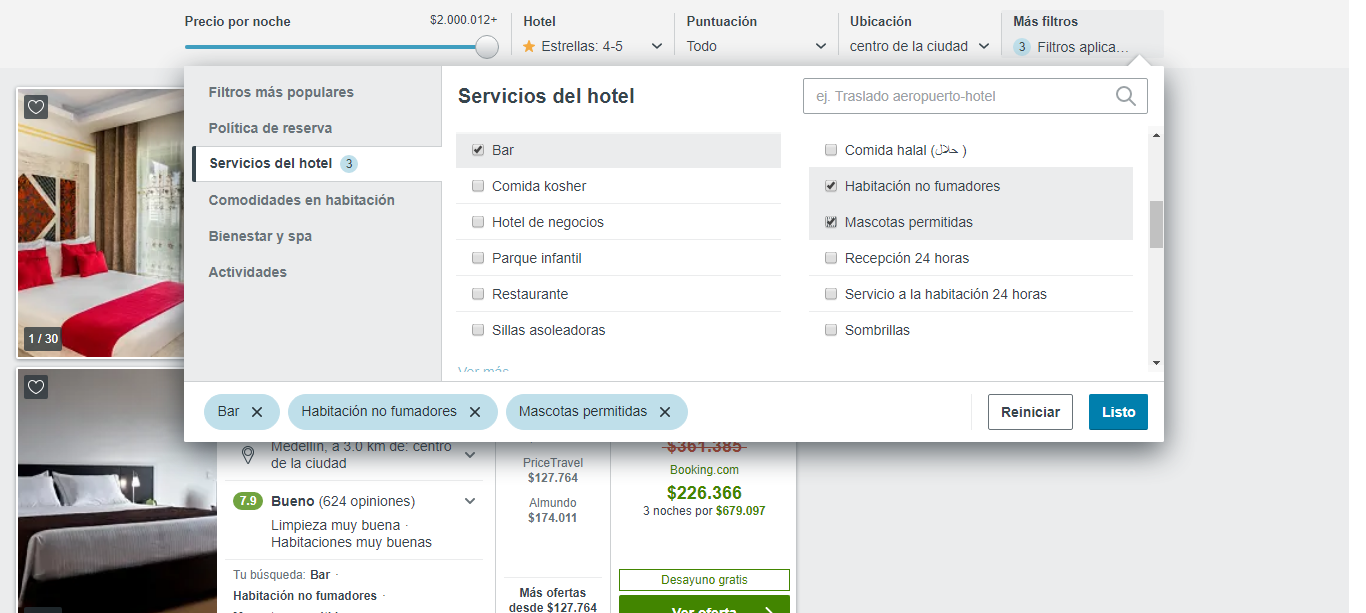 Precio por noche
$2.000.012+
Hotel
Estrellas: 4-5
Puntuación
Todo
Ubicación
centro de la ciudad
Más filtros
3 Filtros aplica...
Filtros más populares
Política de reserva
Servicios del hotel 3
Comodidades en habitación
Bienestar y spa
Actividades
Servicios del hotel
ej. Traslado aeropuerto-hotel
Bar
Comida kosher
Hotel de negocios
Parque infantil
Restaurante
Sillas asoleadoras
Ver más
Comida halal (حلال )
Habitación no fumadores
Mascotas permitidas
Recepción 24 horas
Servicio a la habitación 24 horas
Sombrillas
Bar
Habitación no fumadores
Mascotas permitidas
Reiniciar
Listo
1 / 30
Medellín, a 3.0 km de: centro
de la ciudad
7.9 Bueno (624 opiniones)
Limpieza muy buena ·
Habitaciones muy buenas
Tu búsqueda: Bar ·
Habitación no fumadores ·
PriceTravel
$127.764
Almundo
$174.011
Más ofertas
desde $127.764
$361.385
Booking.com
$226.366
3 noches por $679.097
Desayuno gratis
Ver oferta